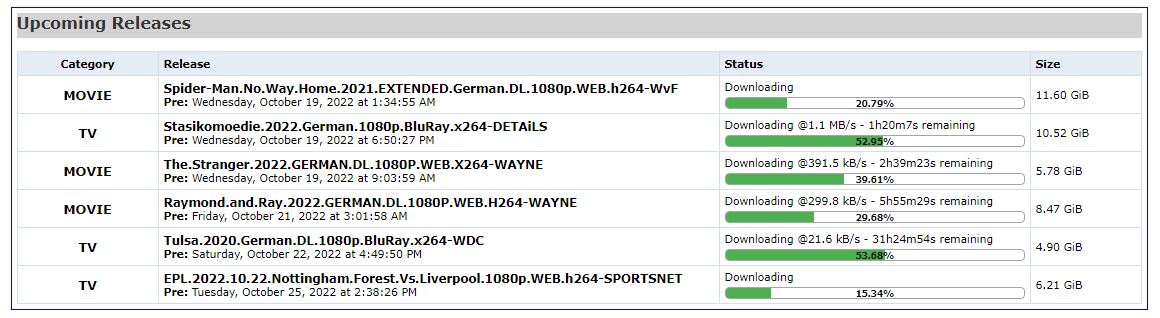 Upcoming Releases
Category Release Status Size
MOVIE Spider-Man.No.Way.Home.2021.EXTENDED.German.DL.1080p.WEB.h264-WvF Downloading 11.60 GiB
Pre: Wednesday, October 19, 2022 at 1:34:55 AM 20.79%
TV Stasikomoedie.2022.German.1080p.BluRay.x264-DETAiLS Downloading @1.1 MB/s - 1h20m7s remaining 10.52 GiB
Pre: Wednesday, October 19, 2022 at 6:50:27 PM 52.95%
MOVIE The.Stranger.2022.GERMAN.DL.1080P.WEB.X264-WAYNE Downloading @391.5 kB/s - 2h39m23s remaining 5.78 GiB
Pre: Wednesday, October 19, 2022 at 9:03:59 AM 39.61%
MOVIE Raymond.and.Ray.2022.GERMAN.DL.1080P.WEB.H264-WAYNE Downloading @299.8 kB/s - 5h55m29s remaining 8.47 GiB
Pre: Friday, October 21, 2022 at 3:01:58 AM 29.68%
TV Tulsa.2020.German.DL.1080p.BluRay.x264-WDC Downloading @21.6 kB/s - 31h24m54s remaining 4.90 GiB
Pre: Saturday, October 22, 2022 at 4:49:50 PM 53.68%
TV EPL.2022.10.22.Nottingham.Forest.Vs.Liverpool.1080p.WEB.h264-SPORTSNET Downloading 6.21 GiB
Pre: Tuesday, October 25, 2022 at 2:38:26 PM 15.34%